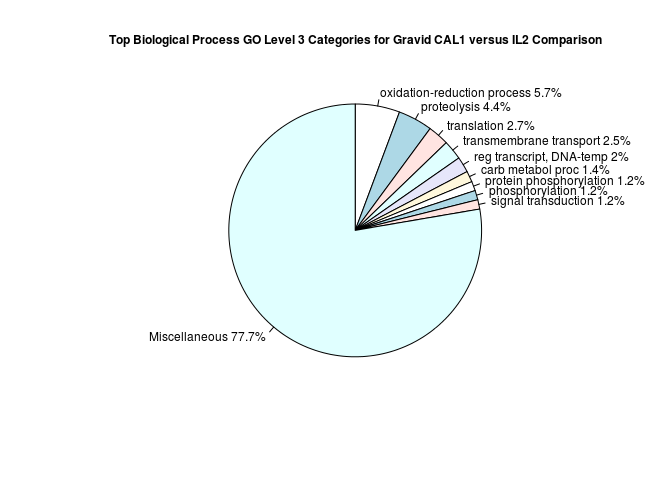 Top Biological Process GO Level 3 Categories for Gravid CAL1 versus IL2 Comparison
oxidation-reduction process 5.7%
proteolysis 4.4%
translation 2.7%
transmembrane transport 2.5%
reg transcript, DNA-temp 2%
carb metabol proc 1.4%
protein phosphorylation 1.2%
phosphorylation 1.2%
signal transduction 1.2%
Miscellaneous 77.7%